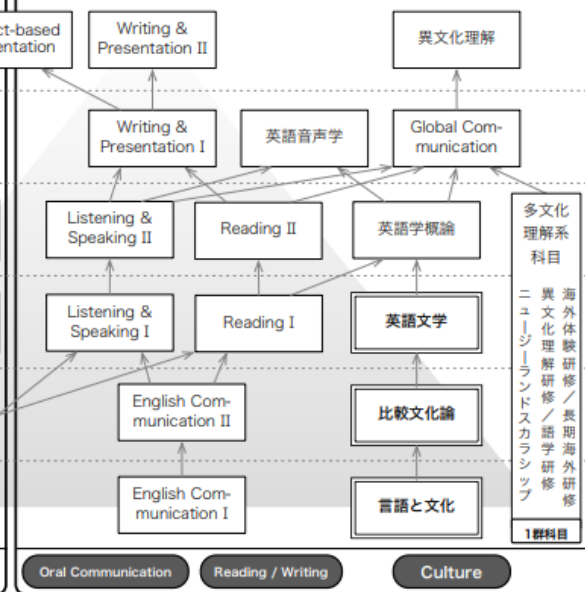 ct-based
entation
Writing &
Presentation II
異文化理解
Writing &
Presentation I
英語音声学
Global Com-
munication
Listening &
Speaking II
Reading II
英語学概論
多文化
理解系
科目
Listening &
Speaking I
Reading I
英語文学
海外体験研修／長期海外研修
異文化理解研修／語学研修
ニュージーランドスカラシップ
English Com-
munication II
比較文化論
English Com-
munication I
言語と文化
1群科目
Oral Communication
Reading / Writing
Culture